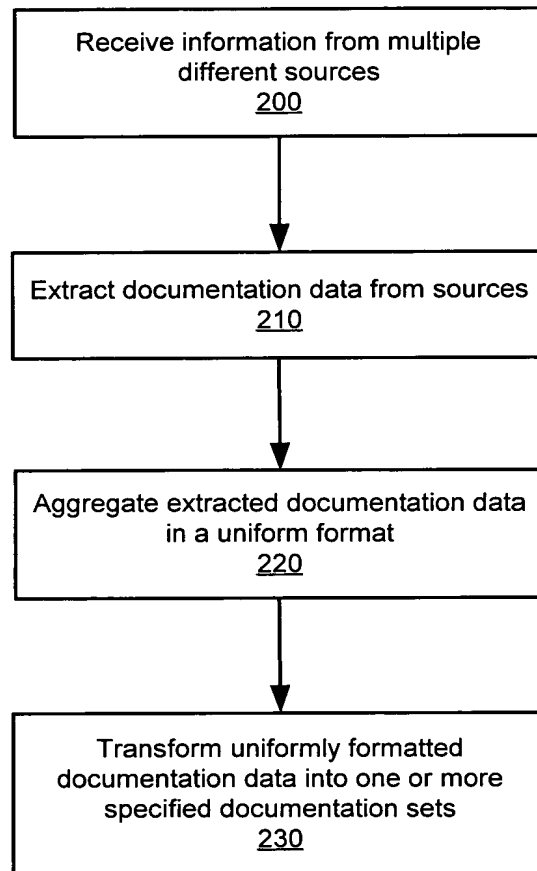 Receive information from multiple
different sources
200
Extract documentation data from sources
210
Aggregate extracted documentation data
in a uniform format
220
Transform uniformly formatted
documentation data into one or more
specified documentation sets
230